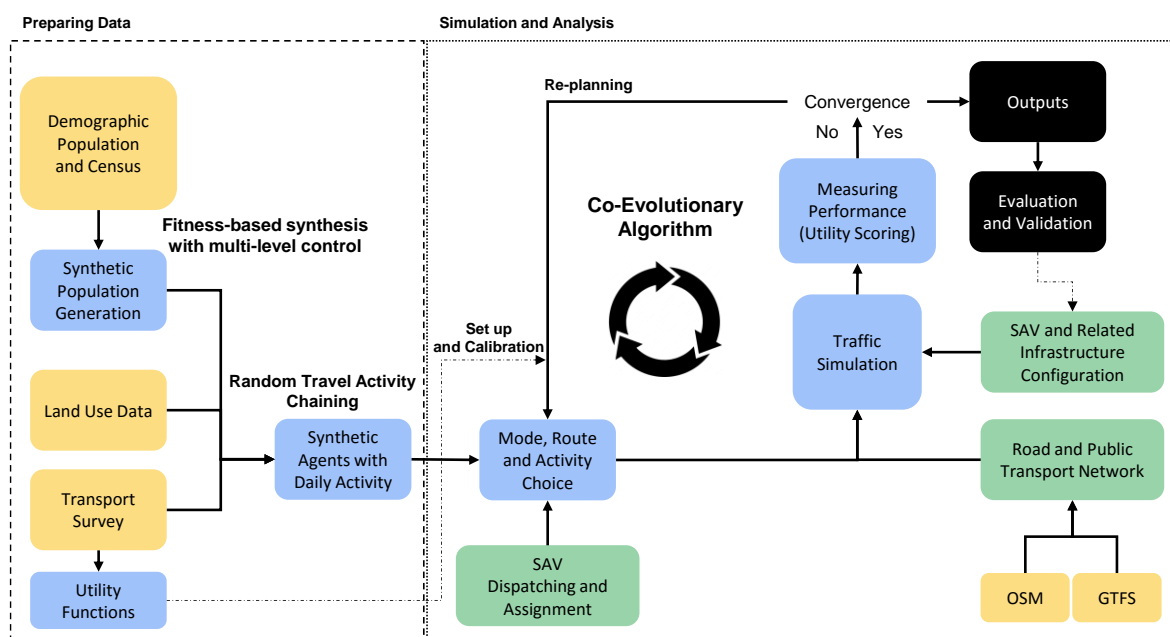 Preparing Data
Simulation and Analysis
Demographic
Population
and Census
Fitness-based synthesis
with multi-level control
Synthetic
Population
Generation
Land Use Data
Transport
Survey
Utility
Functions
Random Travel Activity
Chaining
Synthetic
Agents with
Daily Activity
Set up
and Calibration
Re-planning
Mode, Route
and Activity
Choice
SAV
Dispatching and
Assignment
Co-Evolutionary
Algorithm
Convergence
No Yes
Measuring
Performance
(Utility Scoring)
Traffic
Simulation
Outputs
Evaluation
and Validation
SAV and Related
Infrastructure
Configuration
Road and Public
Transport Network
OSM
GTFS